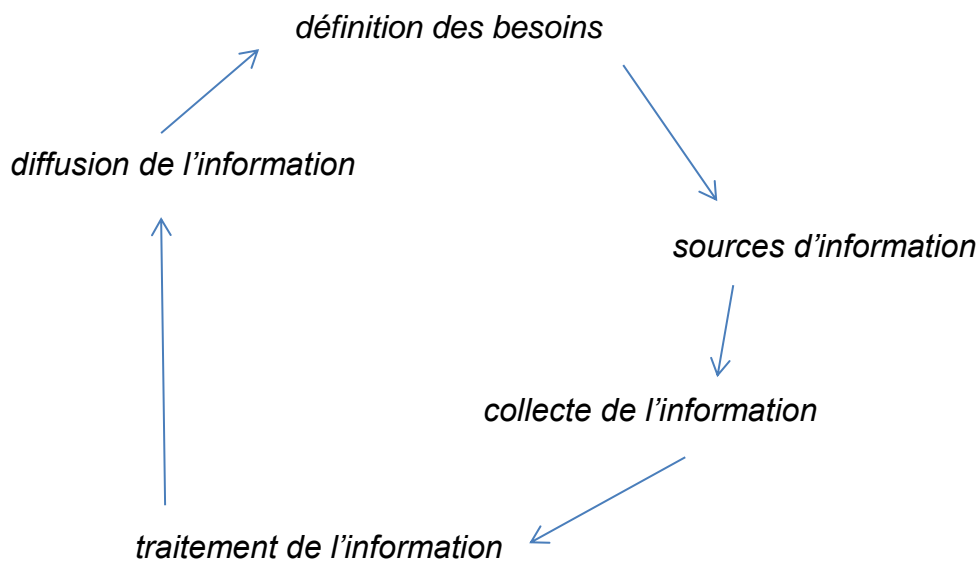 définition des besoins
diffusion de l’information
sources d’information
collecte de l’information
traitement de l’information